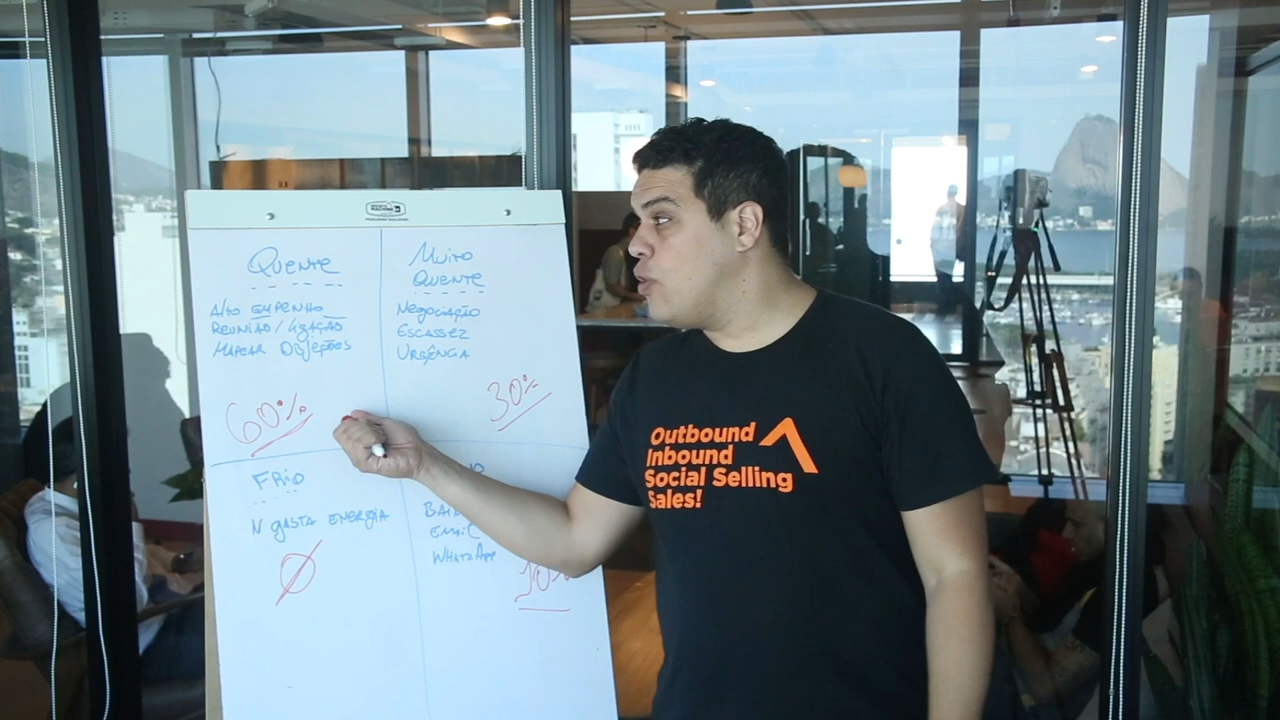 Quente
Alto empenho
Reunião / ligação
Mapear objeções
60%
Muito
Quente
Negociação
Escassez
Urgência
30%
Frio
N gasta energia
Email
WhatsApp
10%
Outbound
Inbound
Social Selling
Sales!